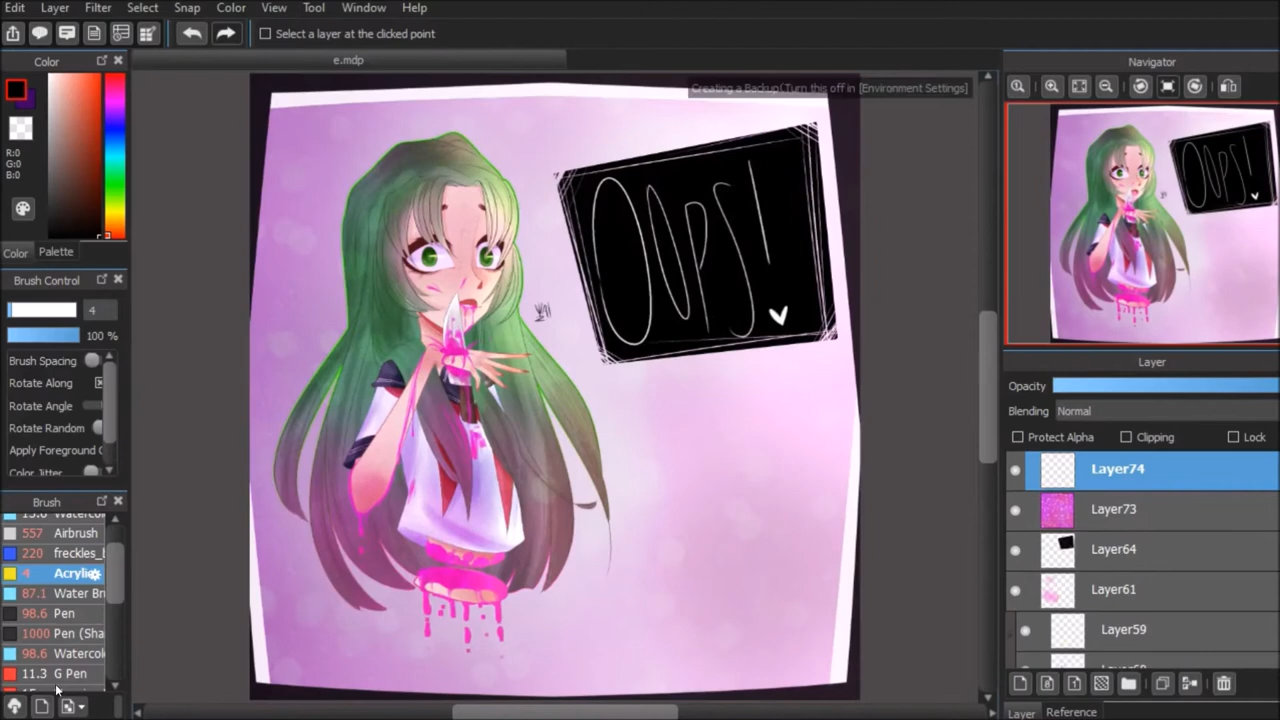 Edit Layer Filter Select Snap Color View Tool Window Help
Select a layer at the clicked point
Color
e.mdp
Navigator
Creating a Backup(Turn this off in [Environment Settings]
R:0
G:0
B:0
Color Palette
OOPS!
Brush Control
4
100 %
Brush Spacing
Rotate Along
Rotate Angle
Rotate Random
Apply Foreground C
Color Jitter
Layer
Opacity
Blending Normal
Protect Alpha Clipping Lock
Layer74
Layer73
Layer64
Layer61
Layer59
Brush
557 Airbrush
220 freckles_b
4 Acrylic
87.1 Water Bru
98.6 Pen
1000 Pen (Sha
98.6 Watercolo
11.3 G Pen
Layer Reference